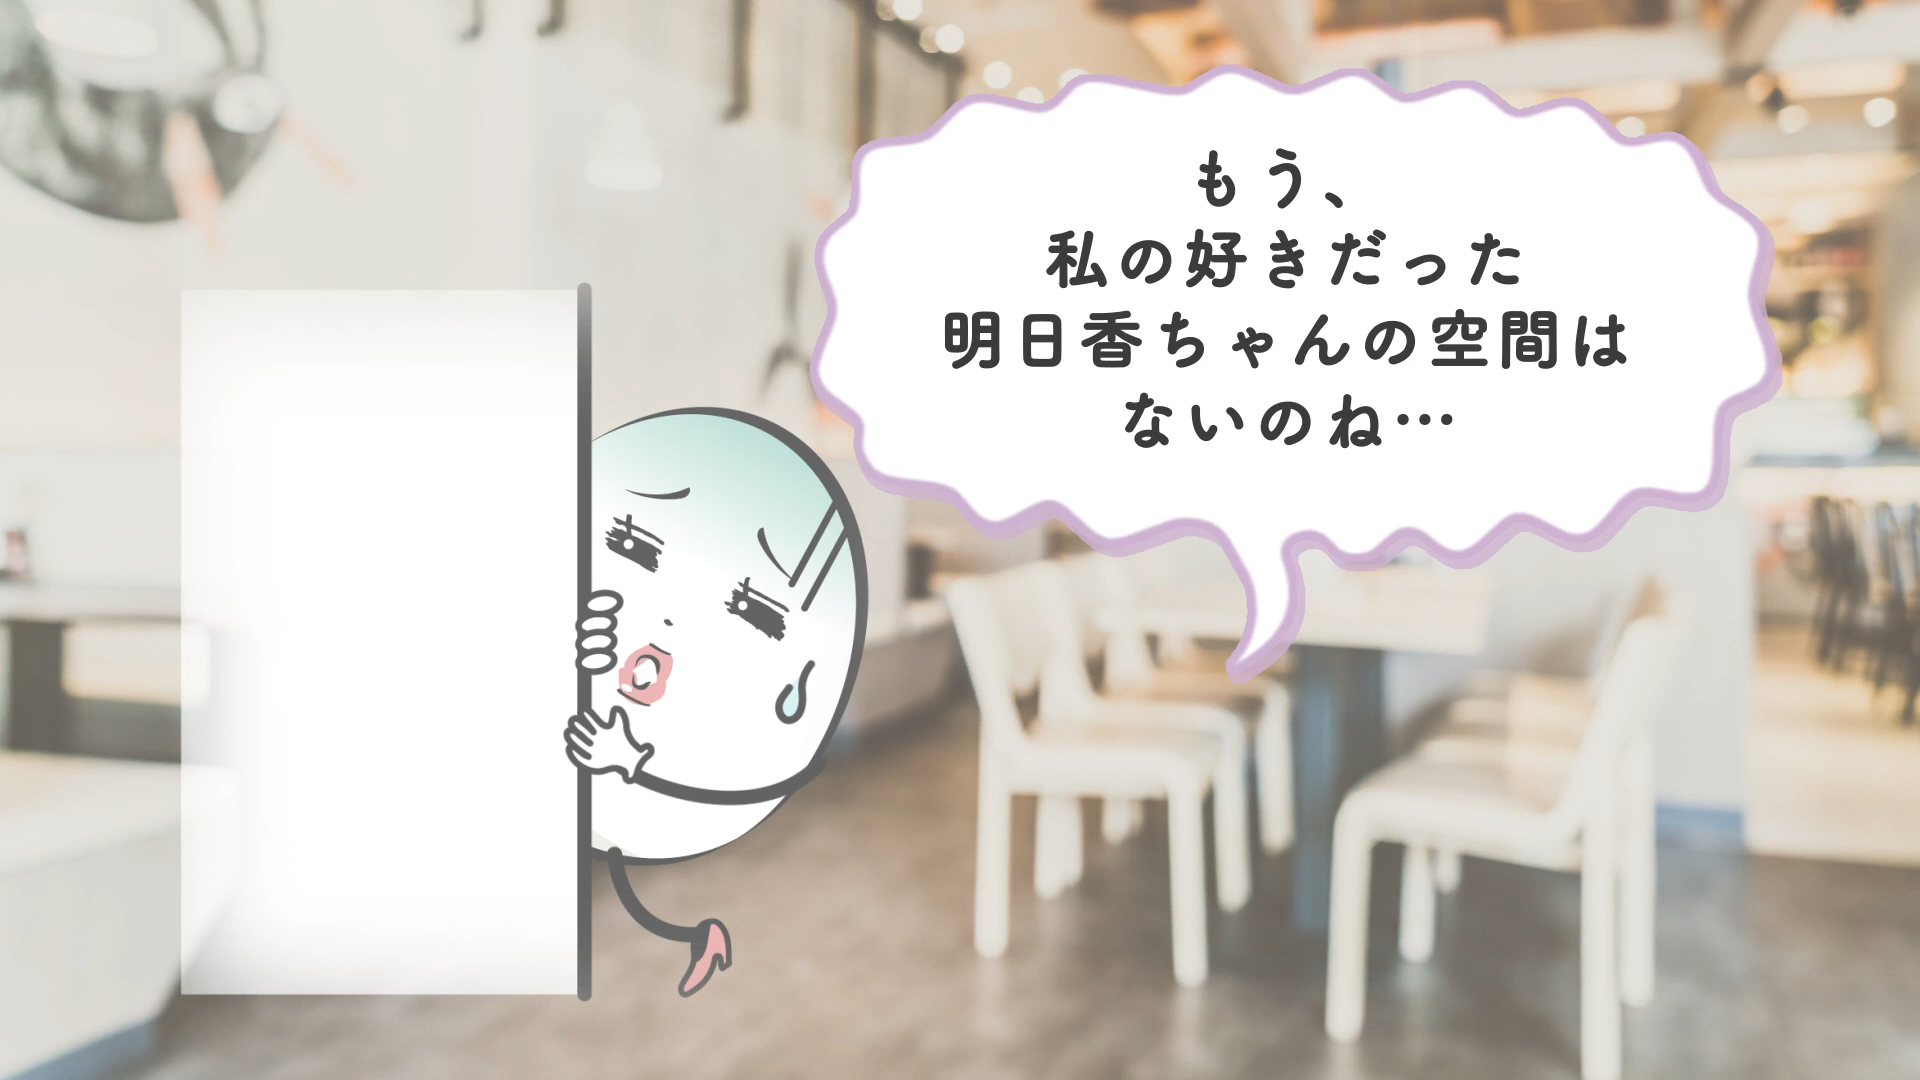 もう、
私の好きだった
明日香ちゃんの空間は
ないのね…